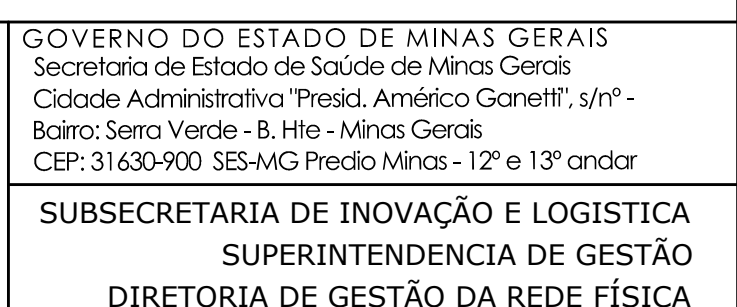 GOVERNO DO ESTADO DE MINAS GERAIS
Secretaria de Estado de Saúde de Minas Gerais
Cidade Administrativa "Presid. Américo Ganetti", s/nº -
Bairro: Serra Verde - B. Hte - Minas Gerais
CEP: 31630-900 SES-MG Predio Minas - 12º e 13º andar
SUBSECRETARIA DE INOVAÇÃO E LOGISTICA
SUPERINTENDENCIA DE GESTÃO
DIRETORIA DE GESTÃO DA REDE FÍSICA